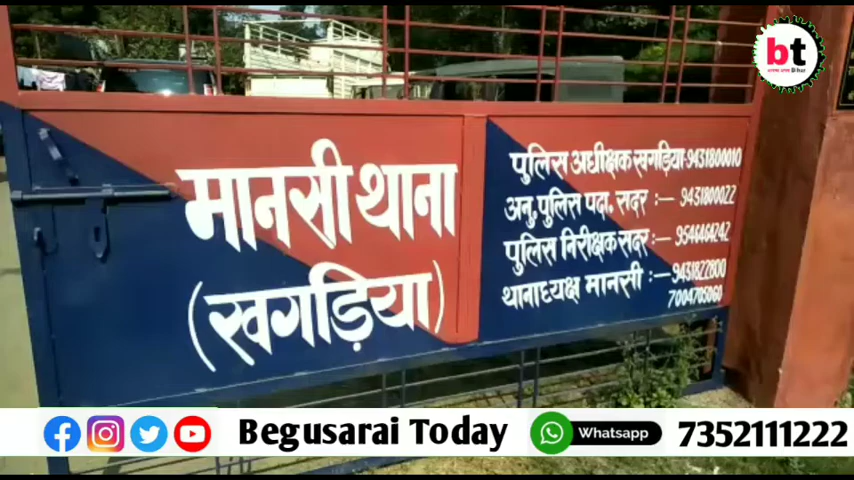 bt
मानसी थाना
(खगड़िया)
पुलिस अधीक्षक खगड़िया-9431800010
अनु. पुलिस पदा. सदर :- 9431800022
पुलिस निरीक्षक सदर :- 9546464242
थानाध्यक्ष मानसी :- 9431822800
7004705060
Begusarai Today
Whatsapp
7352111222